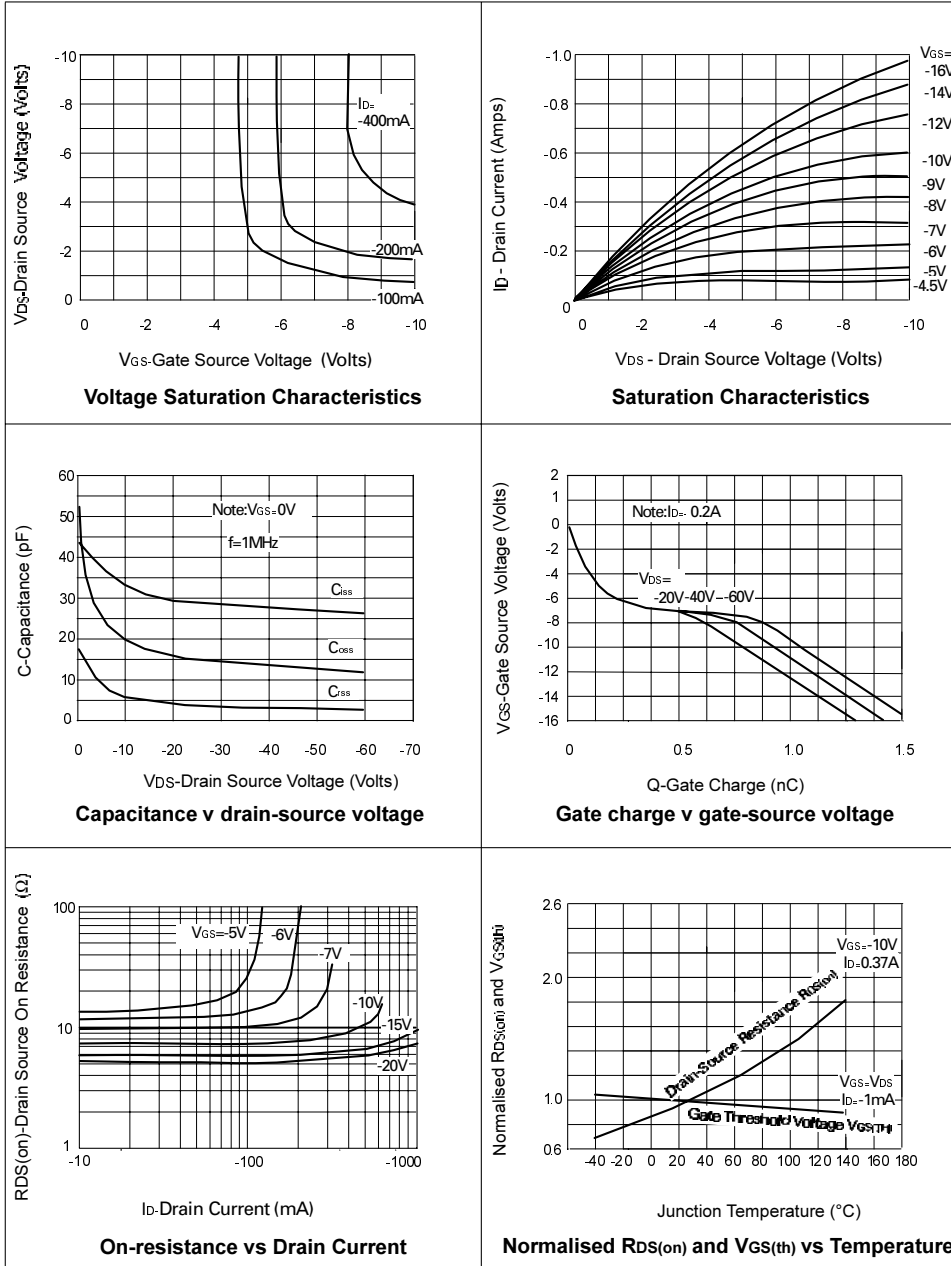 VDS-Drain Source Voltage (Volts)
-10
-8
-6
-4
-2
0
ID=
-400mA
-200mA
-100mA
0 -2 -4 -6 -8 -10
VGS-Gate Source Voltage (Volts)
Voltage Saturation Characteristics
ID - Drain Current (Amps)
-1.0
-0.8
-0.6
-0.4
-0.2
0
VGS=
-16V
-14V
-12V
-10V
-9V
-8V
-7V
-6V
-5V
-4.5V
0 -2 -4 -6 -8 -10
VDS - Drain Source Voltage (Volts)
Saturation Characteristics
C-Capacitance (pF)
60
50
40
30
20
10
0
Note:VGS=0V
f=1MHz
Ciss
Coss
Crss
0 -10 -20 -30 -40 -50 -60 -70
VDS-Drain Source Voltage (Volts)
Capacitance v drain-source voltage
VGS-Gate Source Voltage (Volts)
2
1
0
-2
-4
-6
-8
-10
-12
-14
-16
Note:ID=- 0.2A
VDS=
-20V -40V -60V
0 0.5 1.0 1.5
Q-Gate Charge (nC)
Gate charge v gate-source voltage
RDS(on)-Drain Source On Resistance (Ω)
100
10
1
VGS=-5V
-6V
-7V
-10V
-15V
-20V
-10 -100 -1000
ID-Drain Current (mA)
On-resistance vs Drain Current
Normalised RDS(on) and VGS(th)
2.6
2.0
1.0
0.6
VGS=-10V
ID=0.37A
Drain-Source Resistance RDS(on)
VGS=VDS
ID=-1mA
Gate Threshold Voltage VGS(TH)
-40 -20 0 20 40 60 80 100 120 140 160 180
Junction Temperature (°C)
Normalised RDS(on) and VGS(th) vs Temperature